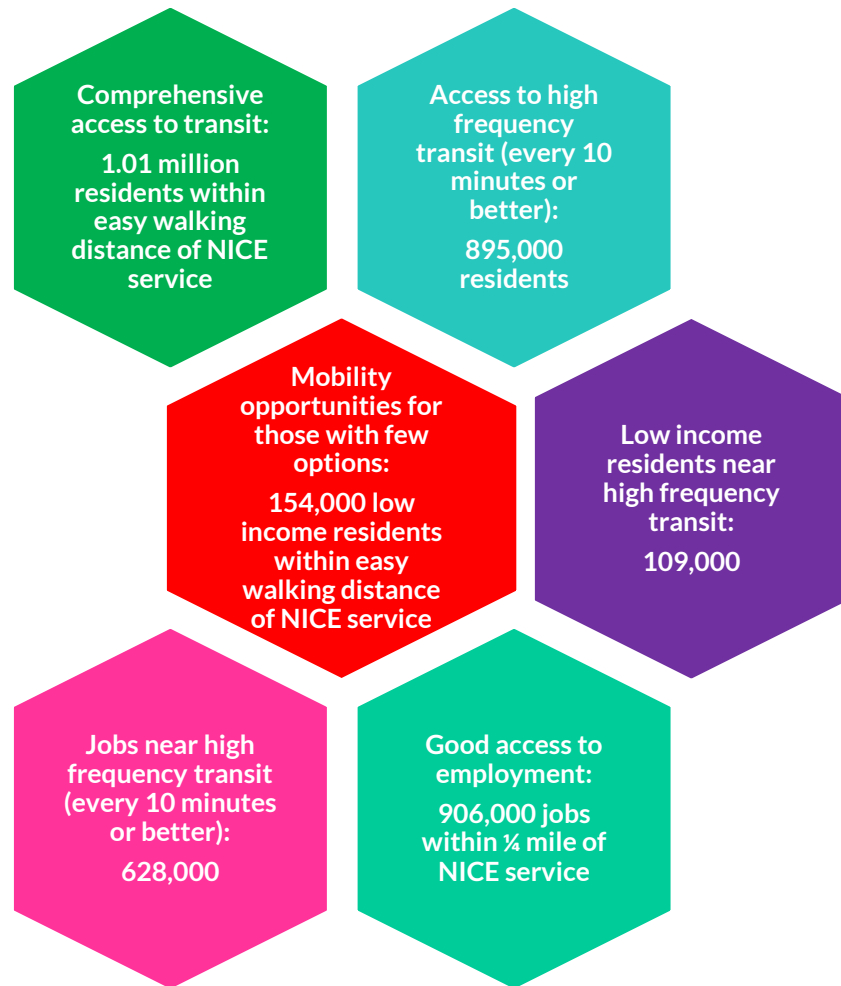 Comprehensive
access to transit:
1.01 million
residents within
easy walking
distance of NICE
service
Access to high
frequency
transit (every 10
minutes or
better):
895,000
residents
Mobility
opportunities for
those with few
options:
154,000 low
income residents
within easy
walking distance
of NICE service
Low income
residents near
high frequency
transit:
109,000
Jobs near high
frequency transit
(every 10 minutes
or better):
628,000
Good access to
employment:
906,000 jobs
within ¼ mile of
NICE service